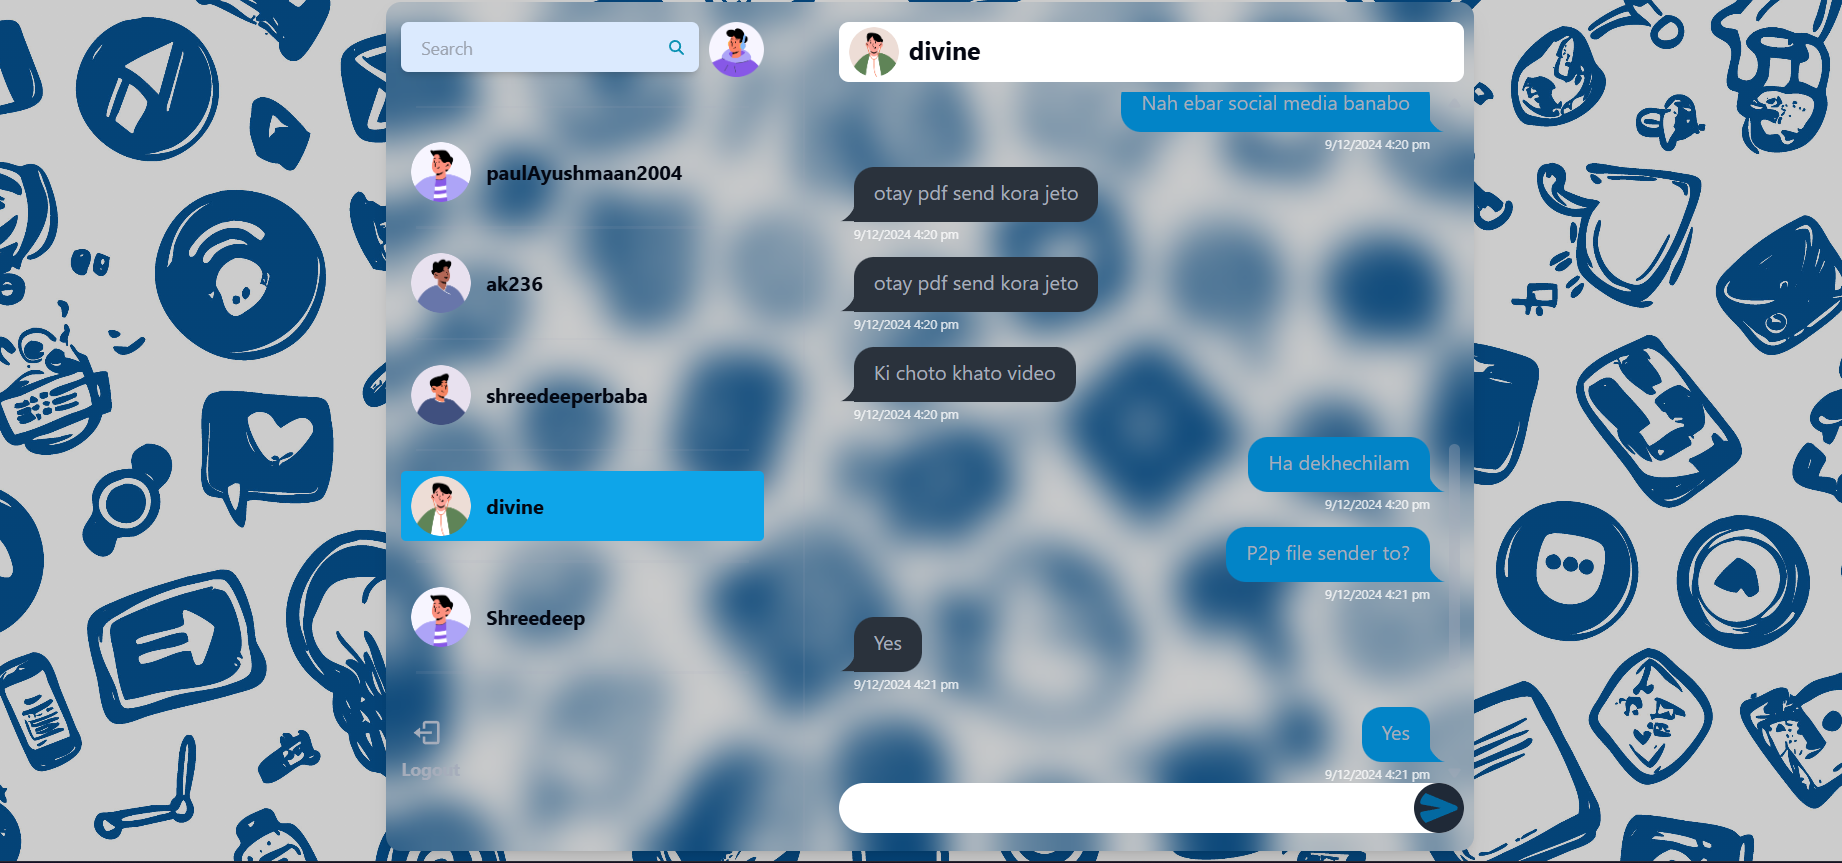 Search
paulAyushmaan2004
ak236
shreedeeperbaba
divine
Shreedeep
Logout
divine
Nah ebar social media banabo
9/12/2024 4:20 pm
otay pdf send kora jeto
9/12/2024 4:20 pm
otay pdf send kora jeto
9/12/2024 4:20 pm
Ki choto khato video
9/12/2024 4:20 pm
Ha dekhechilam
9/12/2024 4:20 pm
P2p file sender to?
9/12/2024 4:21 pm
Yes
9/12/2024 4:21 pm
Yes
9/12/2024 4:21 pm